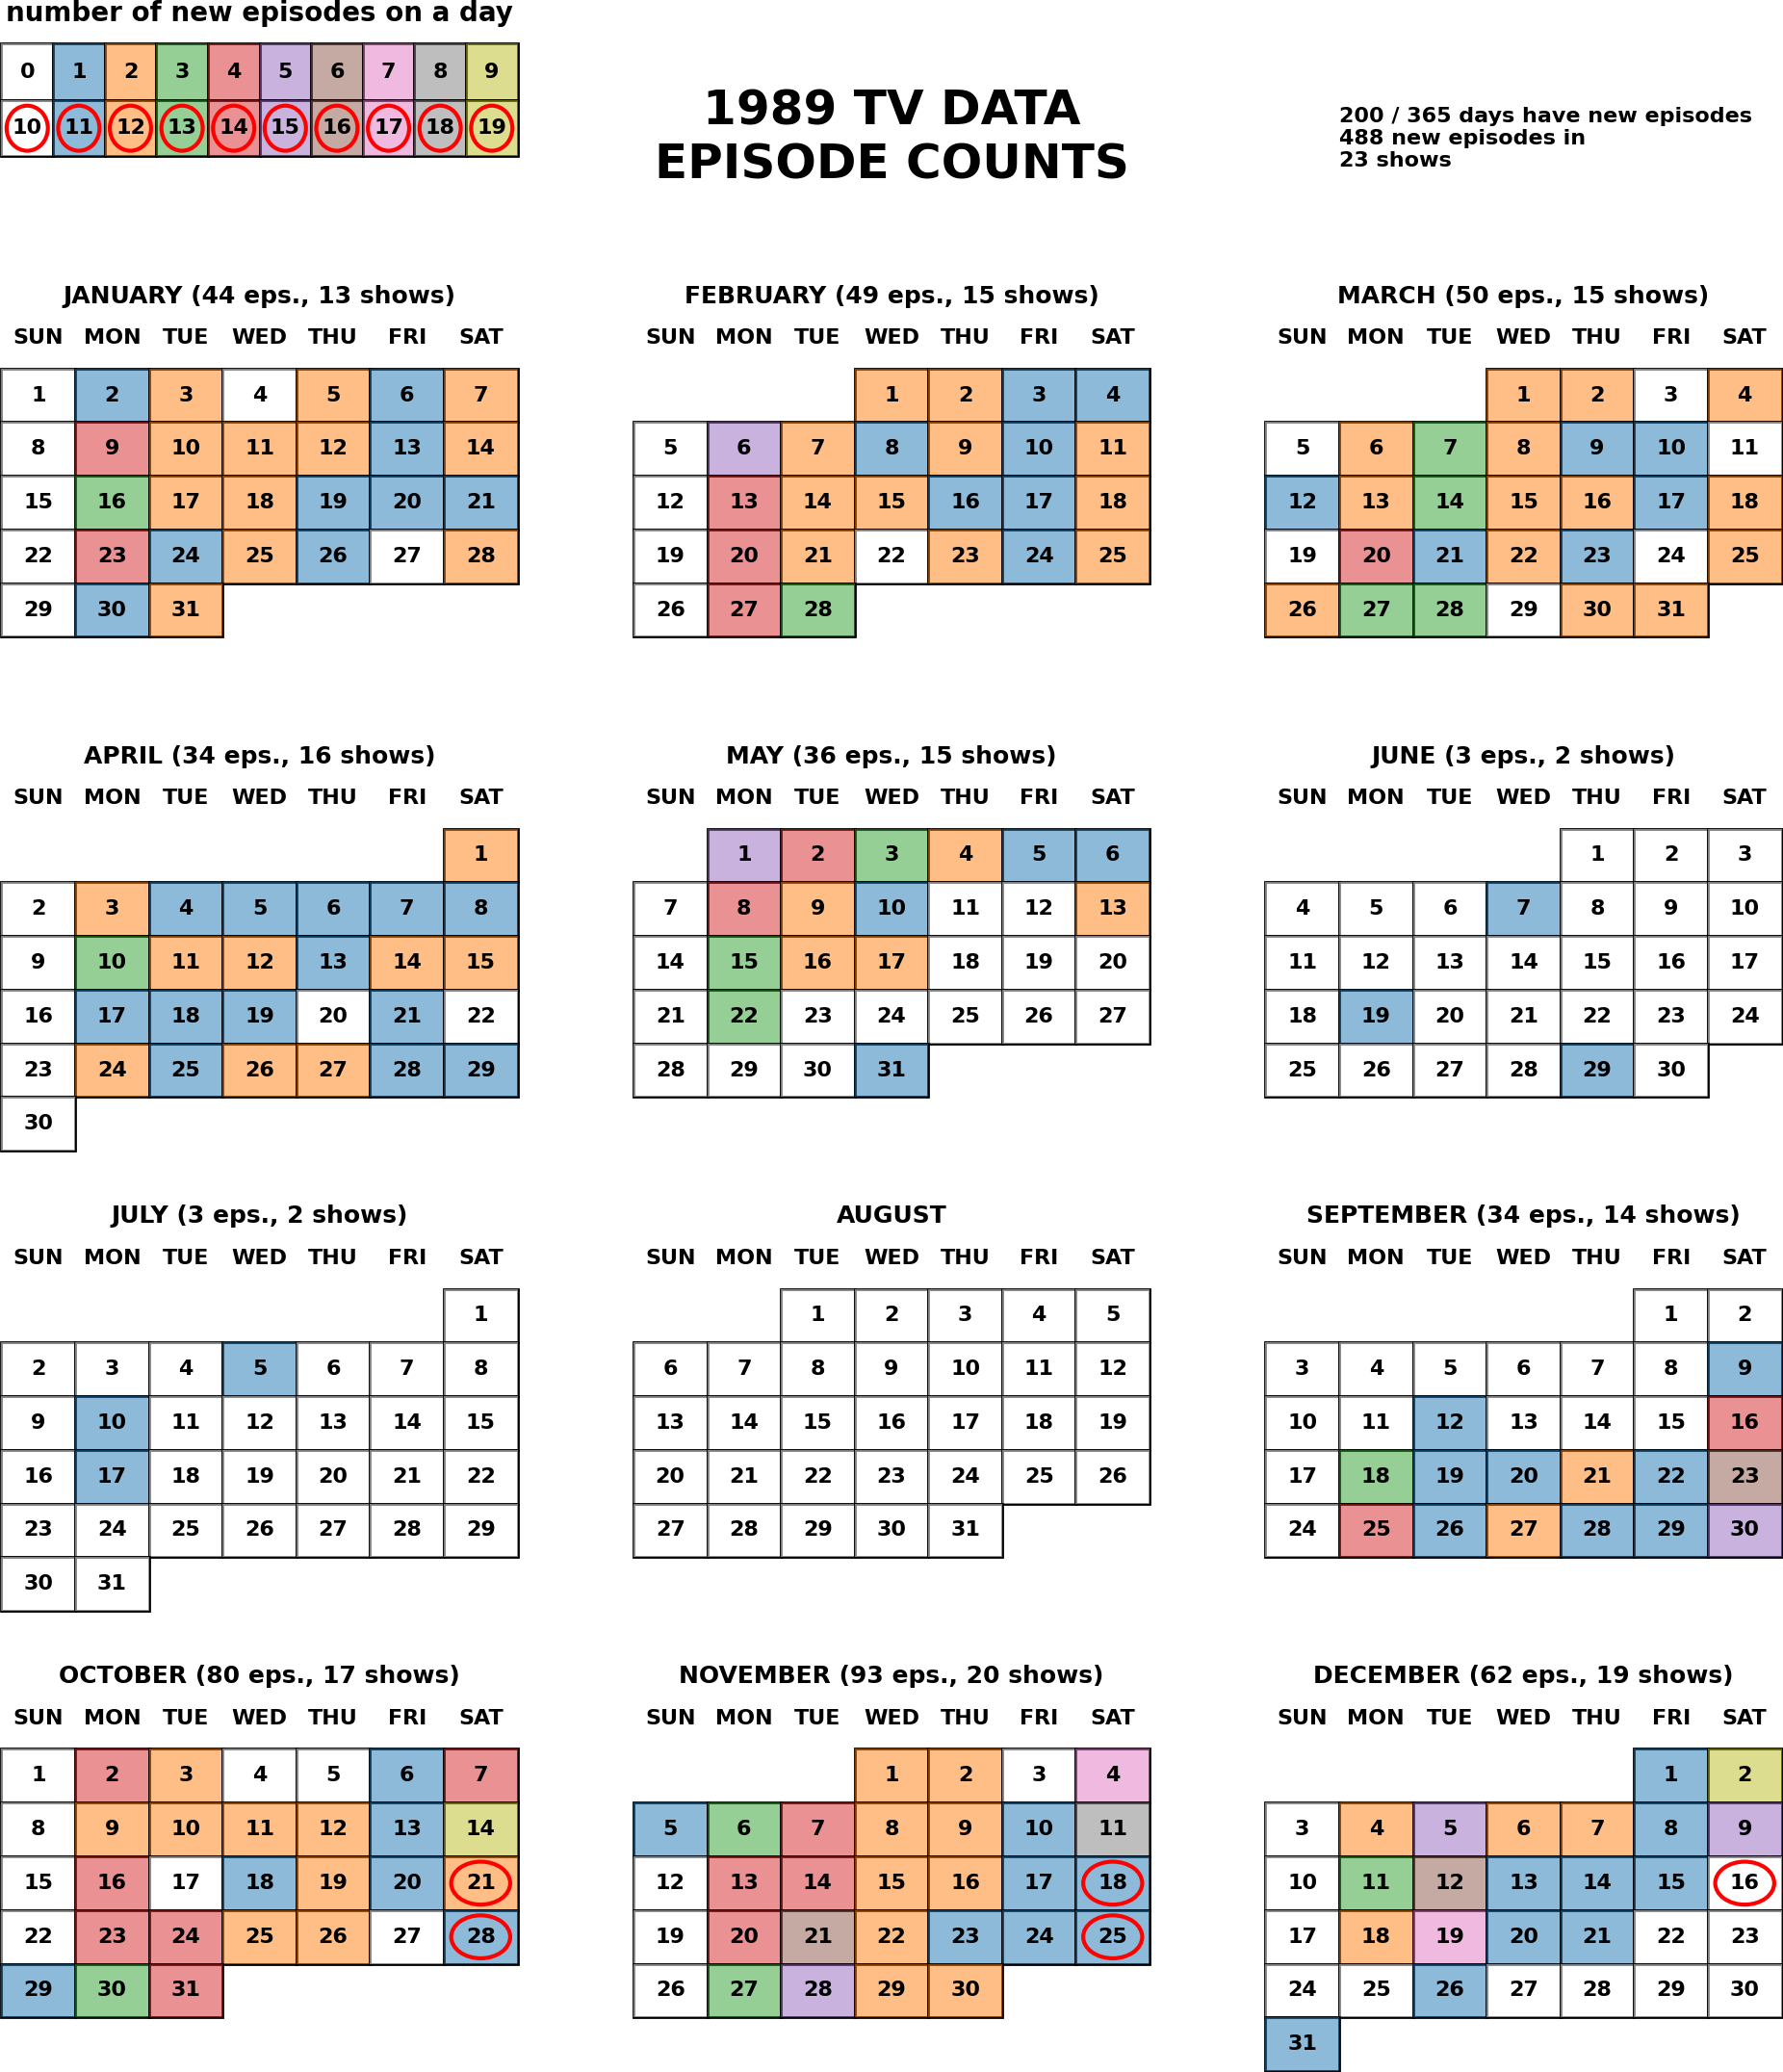 number of new episodes on a day
0 1 2 3 4 5 6 7 8 9
10 11 12 13 14 15 16 17 18 19
1989 TV DATA
EPISODE COUNTS
200 / 365 days have new episodes
488 new episodes in
23 shows
JANUARY (44 eps., 13 shows)
SUN MON TUE WED THU FRI SAT
1 2 3 4 5 6 7
8 9 10 11 12 13 14
15 16 17 18 19 20 21
22 23 24 25 26 27 28
29 30 31
FEBRUARY (49 eps., 15 shows)
SUN MON TUE WED THU FRI SAT
1 2 3 4
5 6 7 8 9 10 11
12 13 14 15 16 17 18
19 20 21 22 23 24 25
26 27 28
MARCH (50 eps., 15 shows)
SUN MON TUE WED THU FRI SAT
1 2 3 4
5 6 7 8 9 10 11
12 13 14 15 16 17 18
19 20 21 22 23 24 25
26 27 28 29 30 31
APRIL (34 eps., 16 shows)
SUN MON TUE WED THU FRI SAT
1
2 3 4 5 6 7 8
9 10 11 12 13 14 15
16 17 18 19 20 21 22
23 24 25 26 27 28 29
30
MAY (36 eps., 15 shows)
SUN MON TUE WED THU FRI SAT
1 2 3 4 5 6
7 8 9 10 11 12 13
14 15 16 17 18 19 20
21 22 23 24 25 26 27
28 29 30 31
JUNE (3 eps., 2 shows)
SUN MON TUE WED THU FRI SAT
1 2 3
4 5 6 7 8 9 10
11 12 13 14 15 16 17
18 19 20 21 22 23 24
25 26 27 28 29 30
JULY (3 eps., 2 shows)
SUN MON TUE WED THU FRI SAT
1
2 3 4 5 6 7 8
9 10 11 12 13 14 15
16 17 18 19 20 21 22
23 24 25 26 27 28 29
30 31
AUGUST
SUN MON TUE WED THU FRI SAT
1 2 3 4 5
6 7 8 9 10 11 12
13 14 15 16 17 18 19
20 21 22 23 24 25 26
27 28 29 30 31
SEPTEMBER (34 eps., 14 shows)
SUN MON TUE WED THU FRI SAT
1 2
3 4 5 6 7 8 9
10 11 12 13 14 15 16
17 18 19 20 21 22 23
24 25 26 27 28 29 30
OCTOBER (80 eps., 17 shows)
SUN MON TUE WED THU FRI SAT
1 2 3 4 5 6 7
8 9 10 11 12 13 14
15 16 17 18 19 20 21
22 23 24 25 26 27 28
29 30 31
NOVEMBER (93 eps., 20 shows)
SUN MON TUE WED THU FRI SAT
1 2 3 4
5 6 7 8 9 10 11
12 13 14 15 16 17 18
19 20 21 22 23 24 25
26 27 28 29 30
DECEMBER (62 eps., 19 shows)
SUN MON TUE WED THU FRI SAT
1 2
3 4 5 6 7 8 9
10 11 12 13 14 15 16
17 18 19 20 21 22 23
24 25 26 27 28 29 30
31